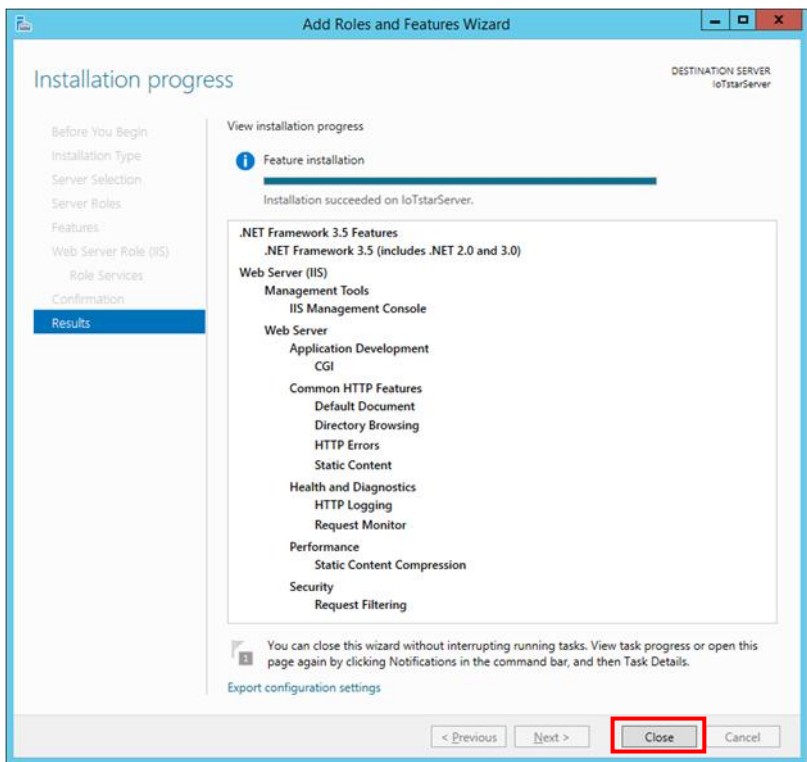 Add Roles and Features Wizard
Installation progress
DESTINATION SERVER
IoTstarServer
Before You Begin
Installation Type
Server Selection
Server Roles
Features
Web Server Role (IIS)
Role Services
Confirmation
Results
View installation progress
Feature installation
Installation succeeded on IoTstarServer.
.NET Framework 3.5 Features
.NET Framework 3.5 (includes .NET 2.0 and 3.0)
Web Server (IIS)
Management Tools
IIS Management Console
Web Server
Application Development
CGI
Common HTTP Features
Default Document
Directory Browsing
HTTP Errors
Static Content
Health and Diagnostics
HTTP Logging
Request Monitor
Performance
Static Content Compression
Security
Request Filtering
1
You can close this wizard without interrupting running tasks. View task progress or open this
page again by clicking Notifications in the command bar, and then Task Details.
Export configuration settings
< Previous
Next >
Close
Cancel